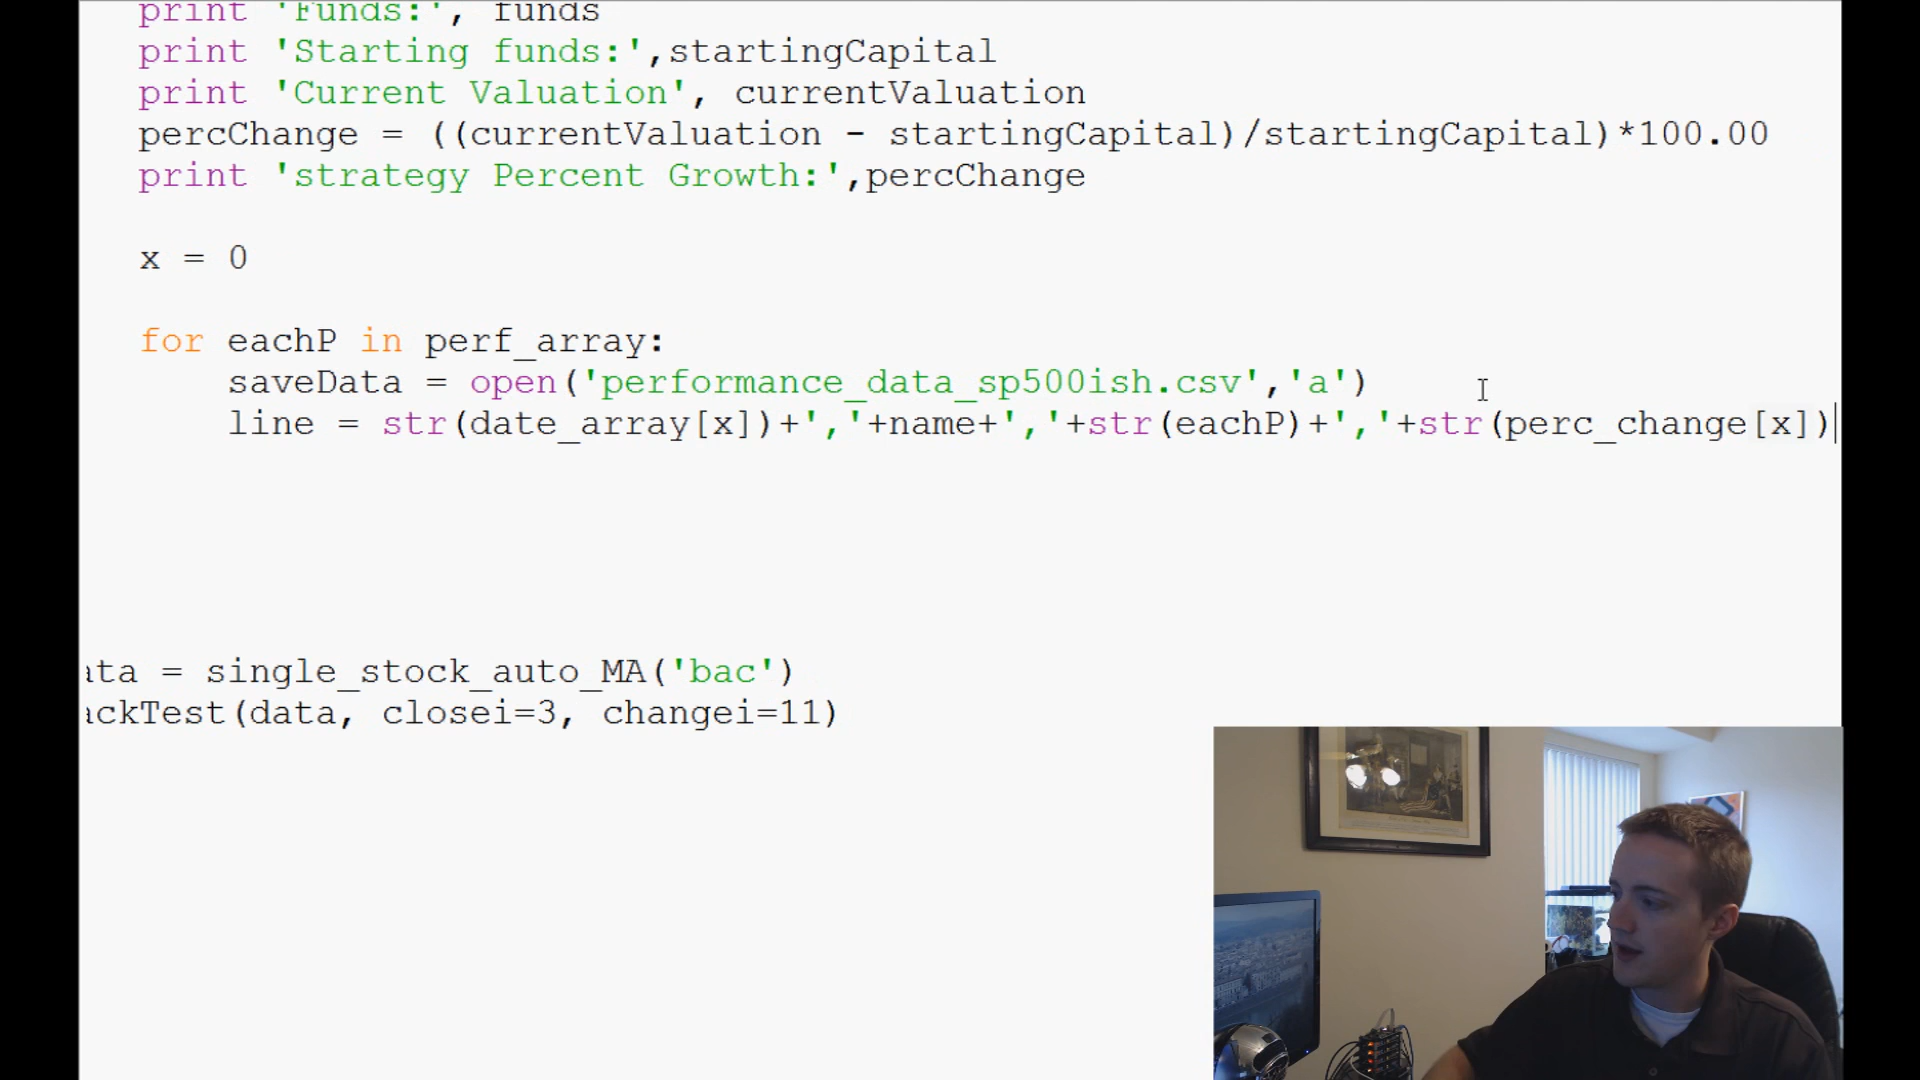 print 'Funds:', funds
print 'Starting funds:',startingCapital
print 'Current Valuation', currentValuation
percChange = ((currentValuation - startingCapital)/startingCapital)*100.00
print 'strategy Percent Growth:',percChange
x = 0
for eachP in perf_array:
saveData = open('performance_data_sp500ish.csv','a')
line = str(date_array[x])+','+name+','+str(eachP)+','+str(perc_change[x])
ata = single_stock_auto_MA('bac')
ackTest(data, closei=3, changei=11)